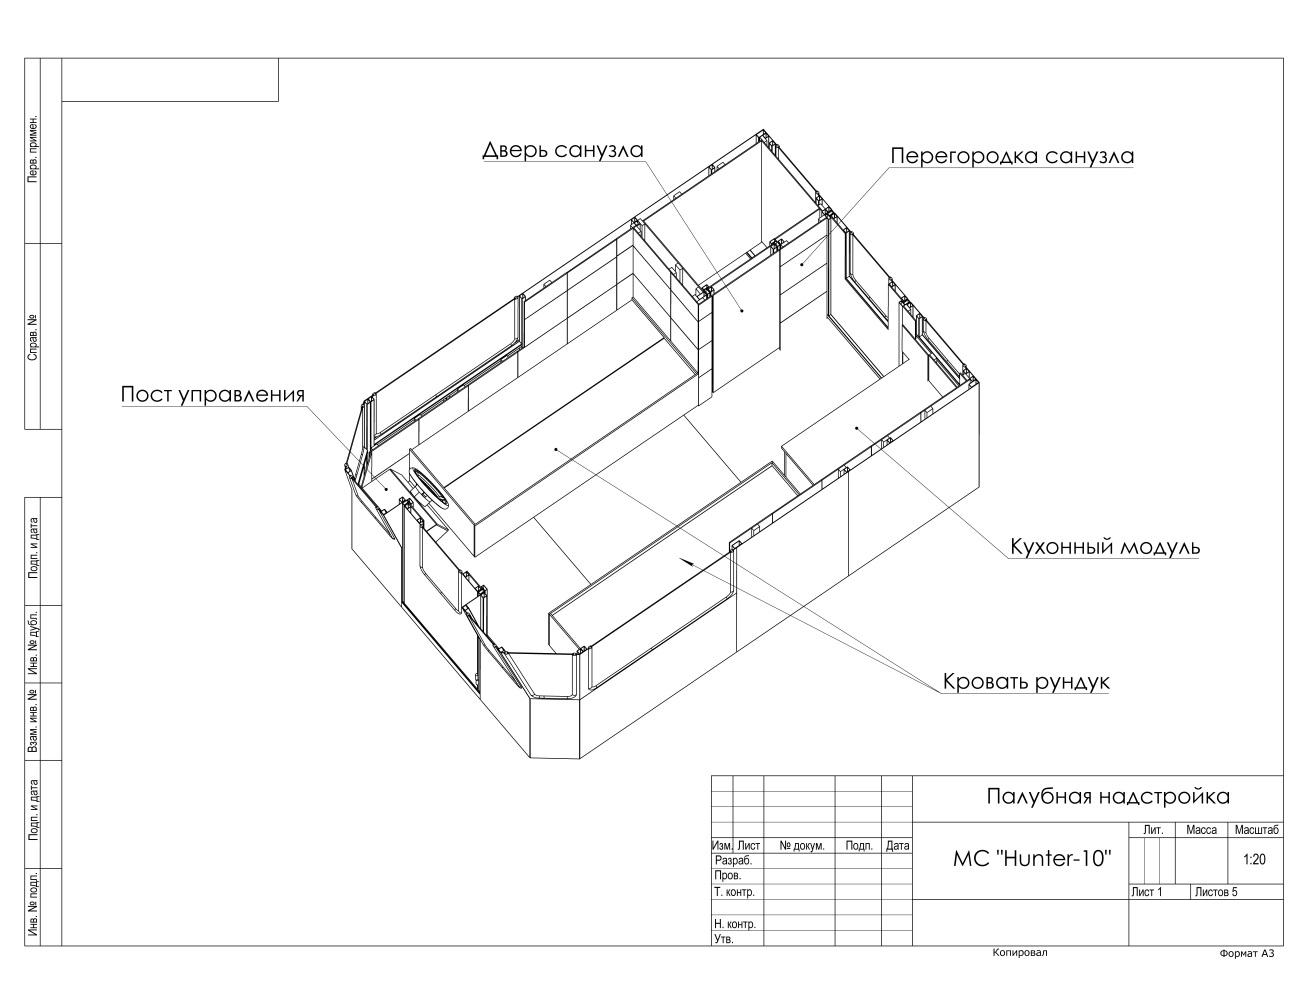 Дверь санузла
Перегородка санузла
Пост управления
Кухонный модуль
Кровать рундук
Перв. примен.
Справ. №
Подп. и дата
Инв. № дубл.
Взам. инв. №
Подп. и дата
Инв. № подл.
Палубная надстройка
МС "Hunter-10"
Лит. Масса Масштаб
1:20
Лист 1 Листов 5
Изм. Лист № докум. Подп. Дата
Разраб.
Пров.
Т. контр.
Н. контр.
Утв.
Копировал Формат А3